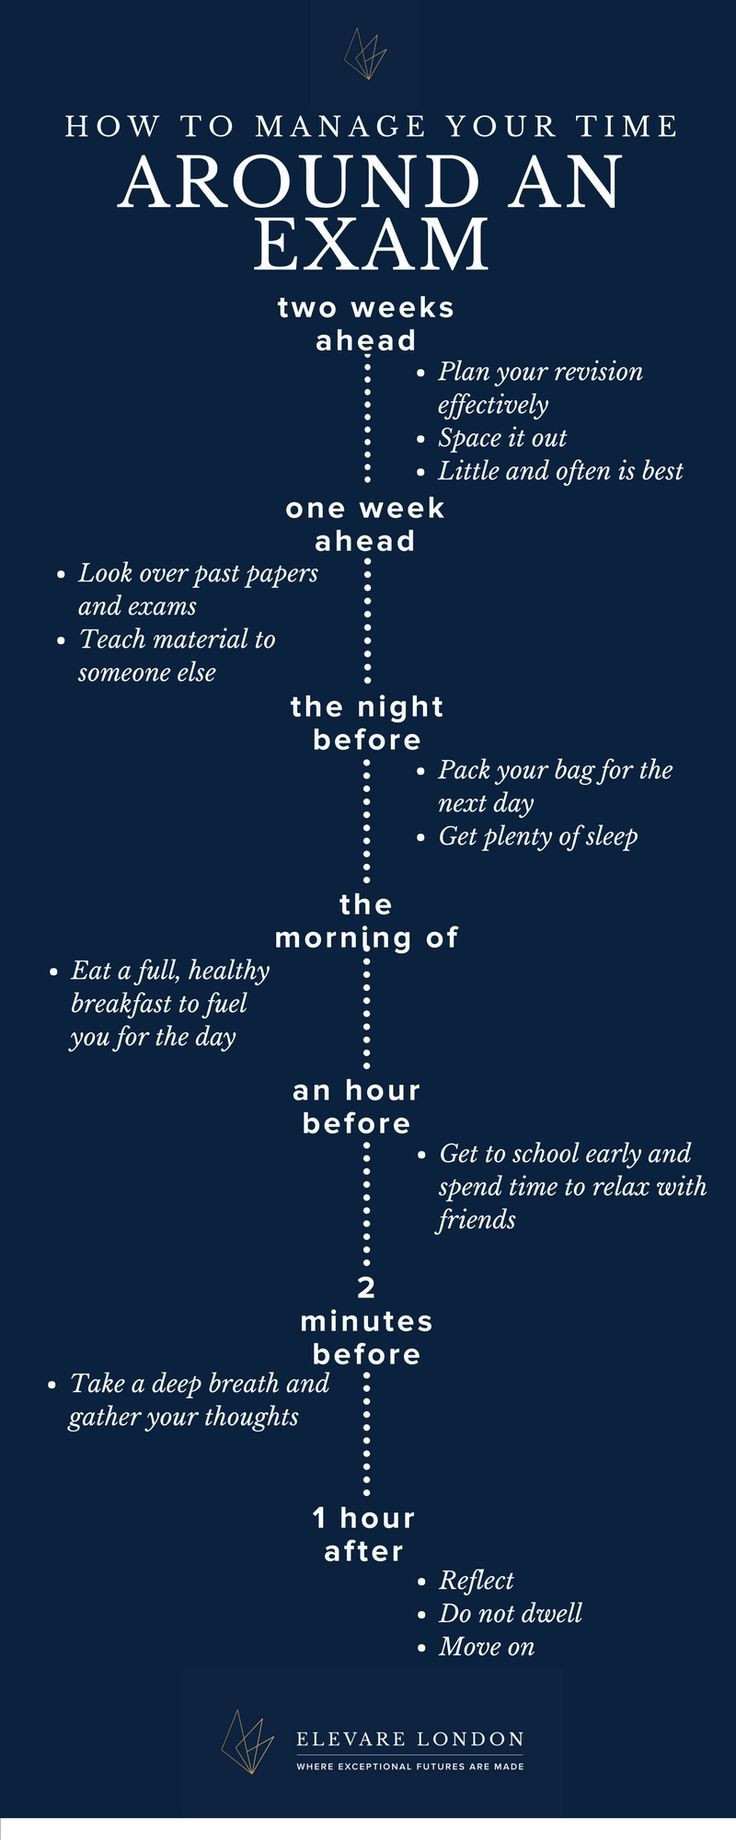 HOW TO MANAGE YOUR TIME
AROUND AN
EXAM
two weeks
ahead
• Plan your revision
effectively
• Space it out
• Little and often is best
one week
ahead
• Look over past papers
and exams
• Teach material to
someone else
the night
before
• Pack your bag for the
next day
• Get plenty of sleep
the
morning of
• Eat a full, healthy
breakfast to fuel
you for the day
an hour
before
• Get to school early and
spend time to relax with
friends
2
minutes
before
• Take a deep breath and
gather your thoughts
1 hour
after
• Reflect
• Do not dwell
• Move on
ELEVARE LONDON
WHERE EXCEPTIONAL FUTURES ARE MADE